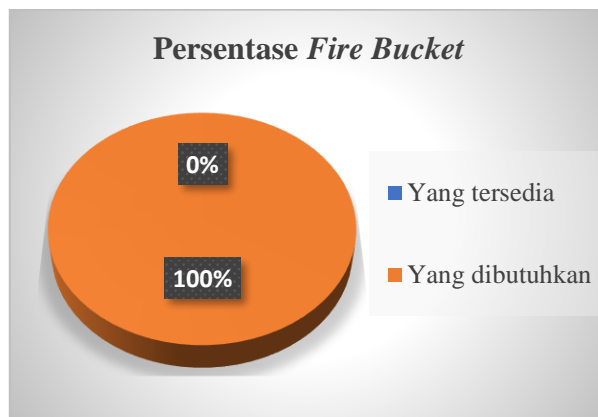 Persentase Fire Bucket
0%
100%
Yang tersedia
Yang dibutuhkan